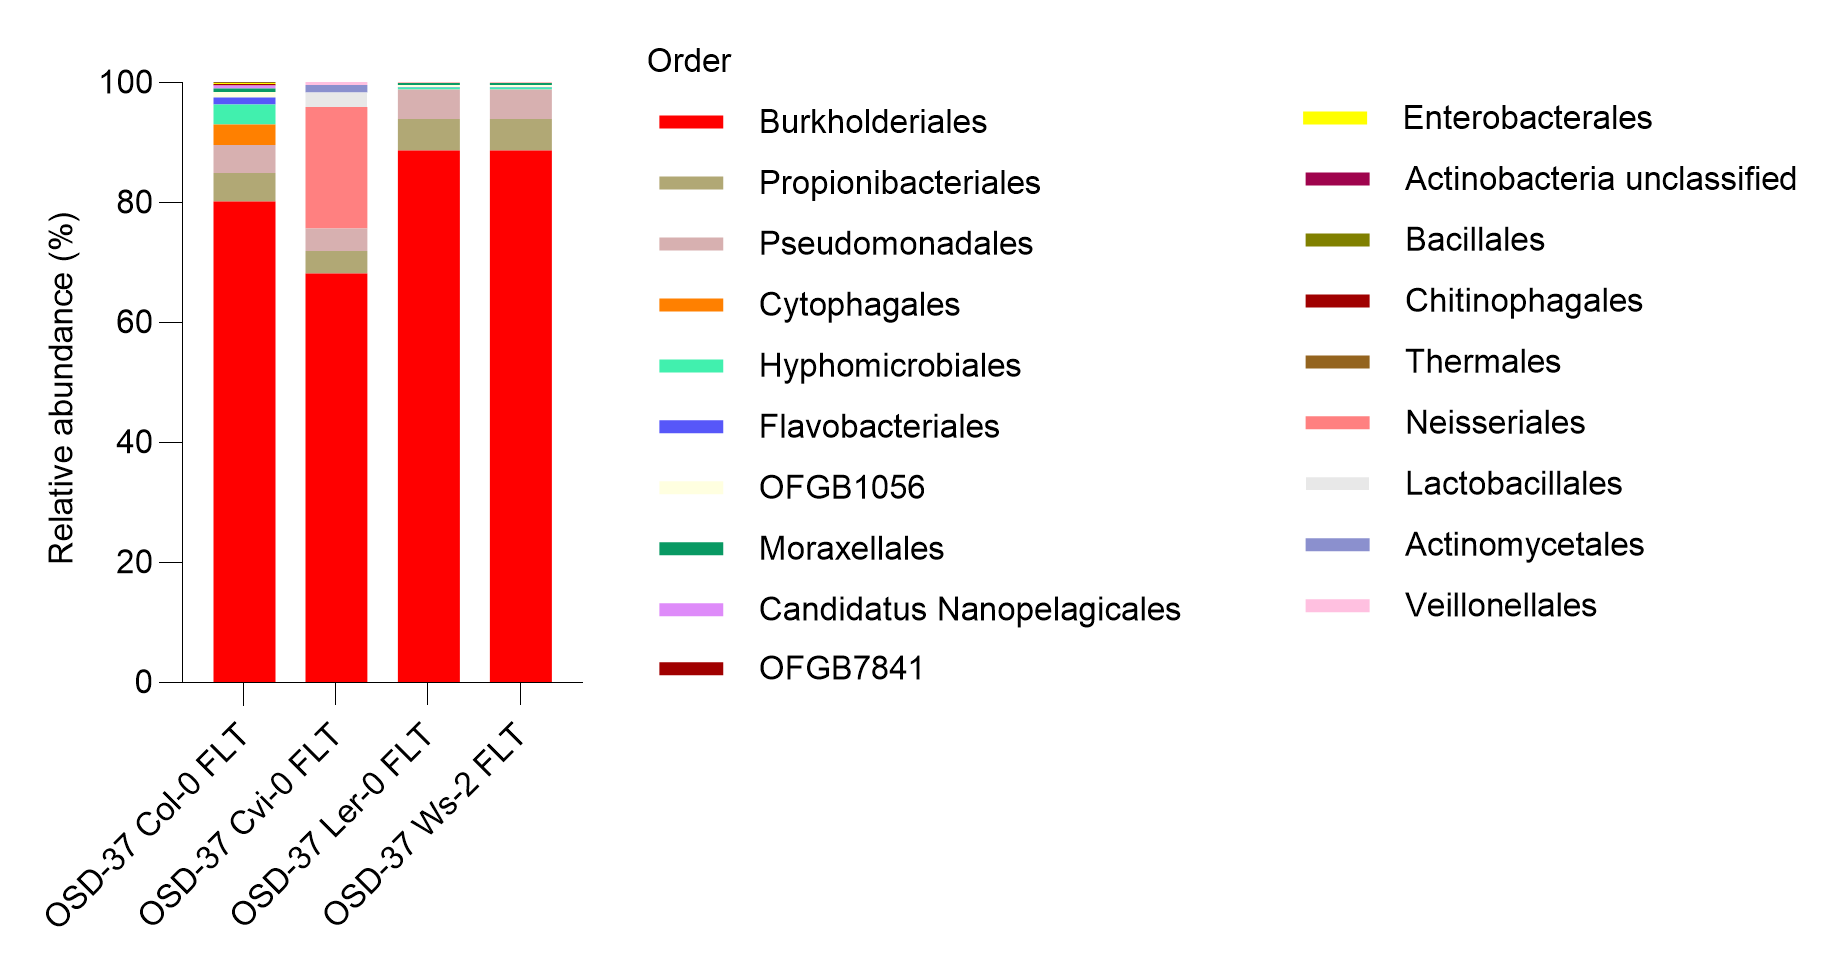 Order
100
80
60
40
20
0
Relative abundance (%)
OSD-37 Col-0 FLT
OSD-37 Cvi-0 FLT
OSD-37 Ler-0 FLT
OSD-37 Ws-2 FLT
Burkholderiales
Propionibacteriales
Pseudomonadales
Cytophagales
Hyphomicrobiales
Flavobacteriales
OFGB1056
Moraxellales
Candidatus Nanopelagicales
OFGB7841
Enterobacterales
Actinobacteria unclassified
Bacillales
Chitinophagales
Thermales
Neisseriales
Lactobacillales
Actinomycetales
Veillonellales